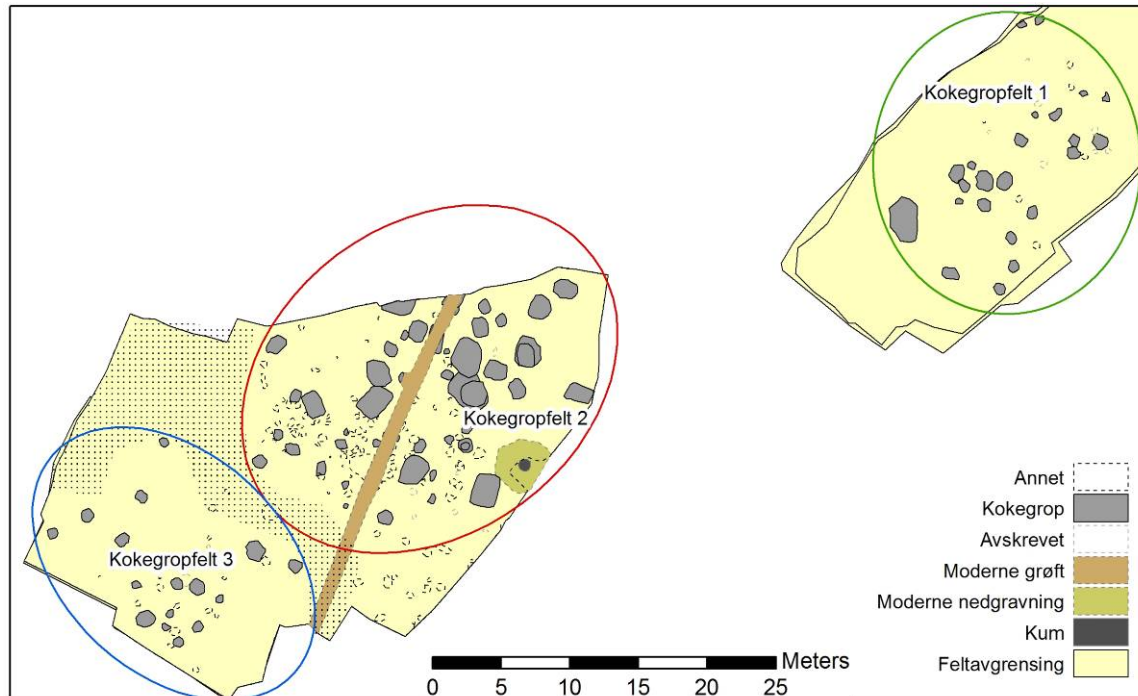 Kokegropfelt 1
Kokegropfelt 2
Kokegropfelt 3
Annet
Kokegrop
Avskrevet
Moderne grøft
Moderne nedgravning
Kum
Feltavgrensing
Meters
0 5 10 15 20 25